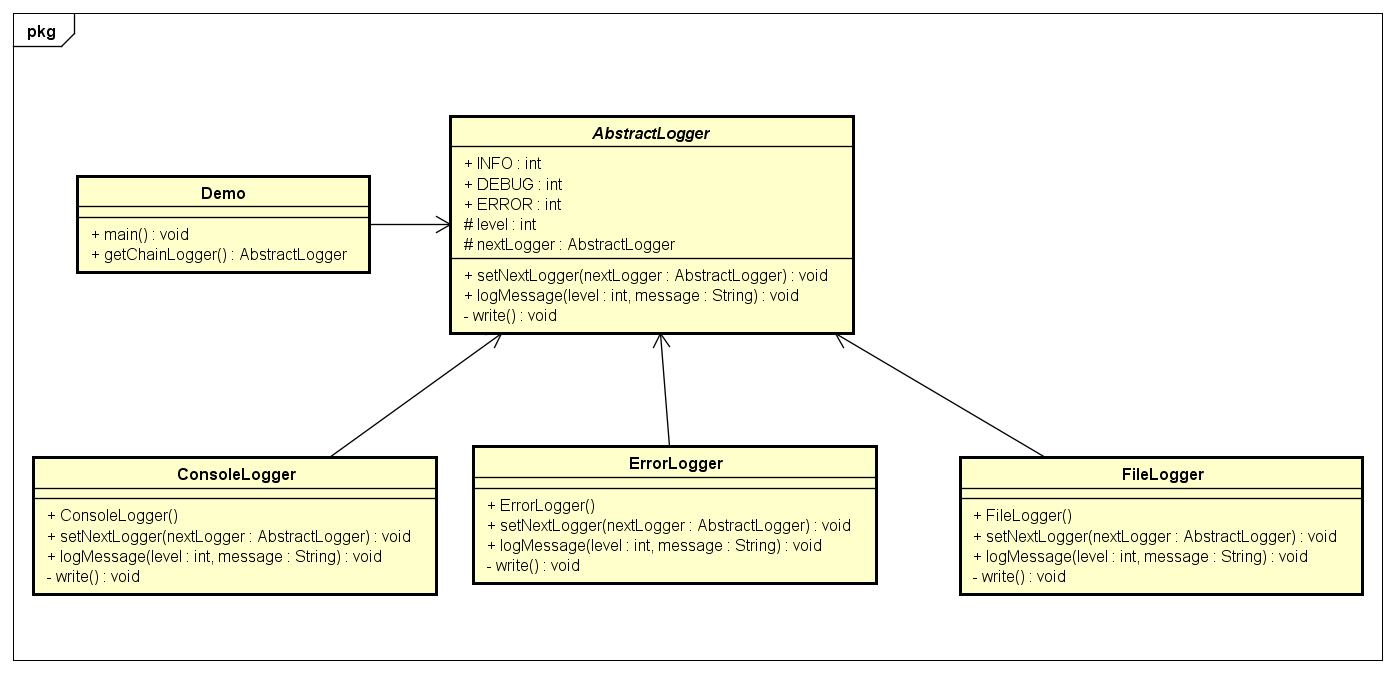 pkg
AbstractLogger
+ INFO : int
+ DEBUG : int
+ ERROR : int
# level : int
# nextLogger : AbstractLogger
+ setNextLogger(nextLogger : AbstractLogger) : void
+ logMessage(level : int, message : String) : void
- write() : void
Demo
+ main() : void
+ getChainLogger() : AbstractLogger
ConsoleLogger
+ ConsoleLogger()
+ setNextLogger(nextLogger : AbstractLogger) : void
+ logMessage(level : int, message : String) : void
- write() : void
ErrorLogger
+ ErrorLogger()
+ setNextLogger(nextLogger : AbstractLogger) : void
+ logMessage(level : int, message : String) : void
- write() : void
FileLogger
+ FileLogger()
+ setNextLogger(nextLogger : AbstractLogger) : void
+ logMessage(level : int, message : String) : void
- write() : void